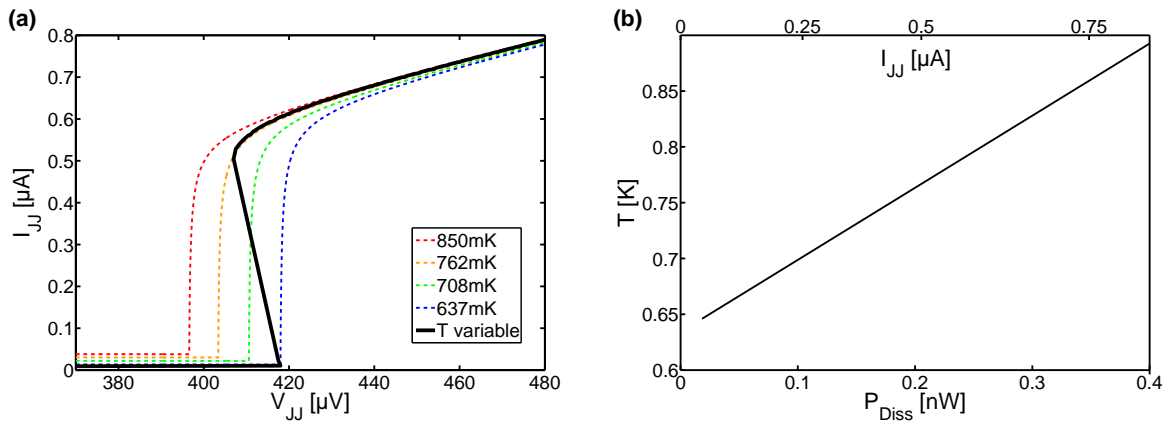 (a)
0.8
0.7
0.6
0.5
0.4
0.3
0.2
0.1
0
I_JJ [µA]
380 400 420 440 460 480
V_JJ [µV]
850mK
762mK
708mK
637mK
T variable
(b)
0 0.25 0.5 0.75
I_JJ [µA]
0.85
0.8
0.75
0.7
0.65
0.6
T [K]
0 0.1 0.2 0.3 0.4
P_Diss [nW]